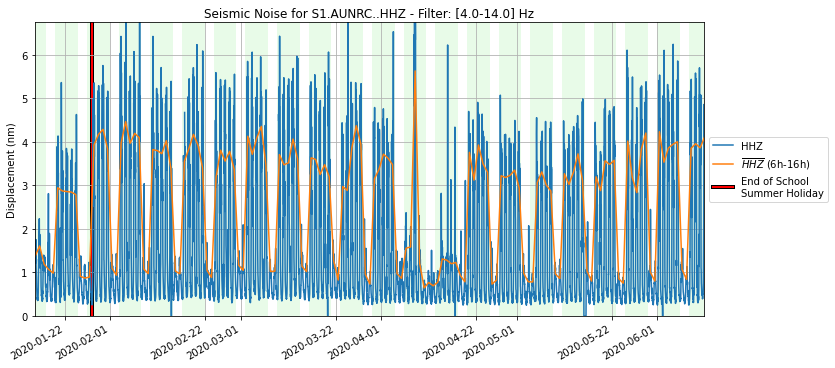 Seismic Noise for S1.AUNRC..HHZ - Filter: [4.0-14.0] Hz
Displacement (nm)
6
5
4
3
2
1
0
HHZ
HHZ (6h-16h)
End of School
Summer Holiday
2020-01-22
2020-02-01
2020-02-22
2020-03-01
2020-03-22
2020-04-01
2020-04-22
2020-05-01
2020-05-22
2020-06-01